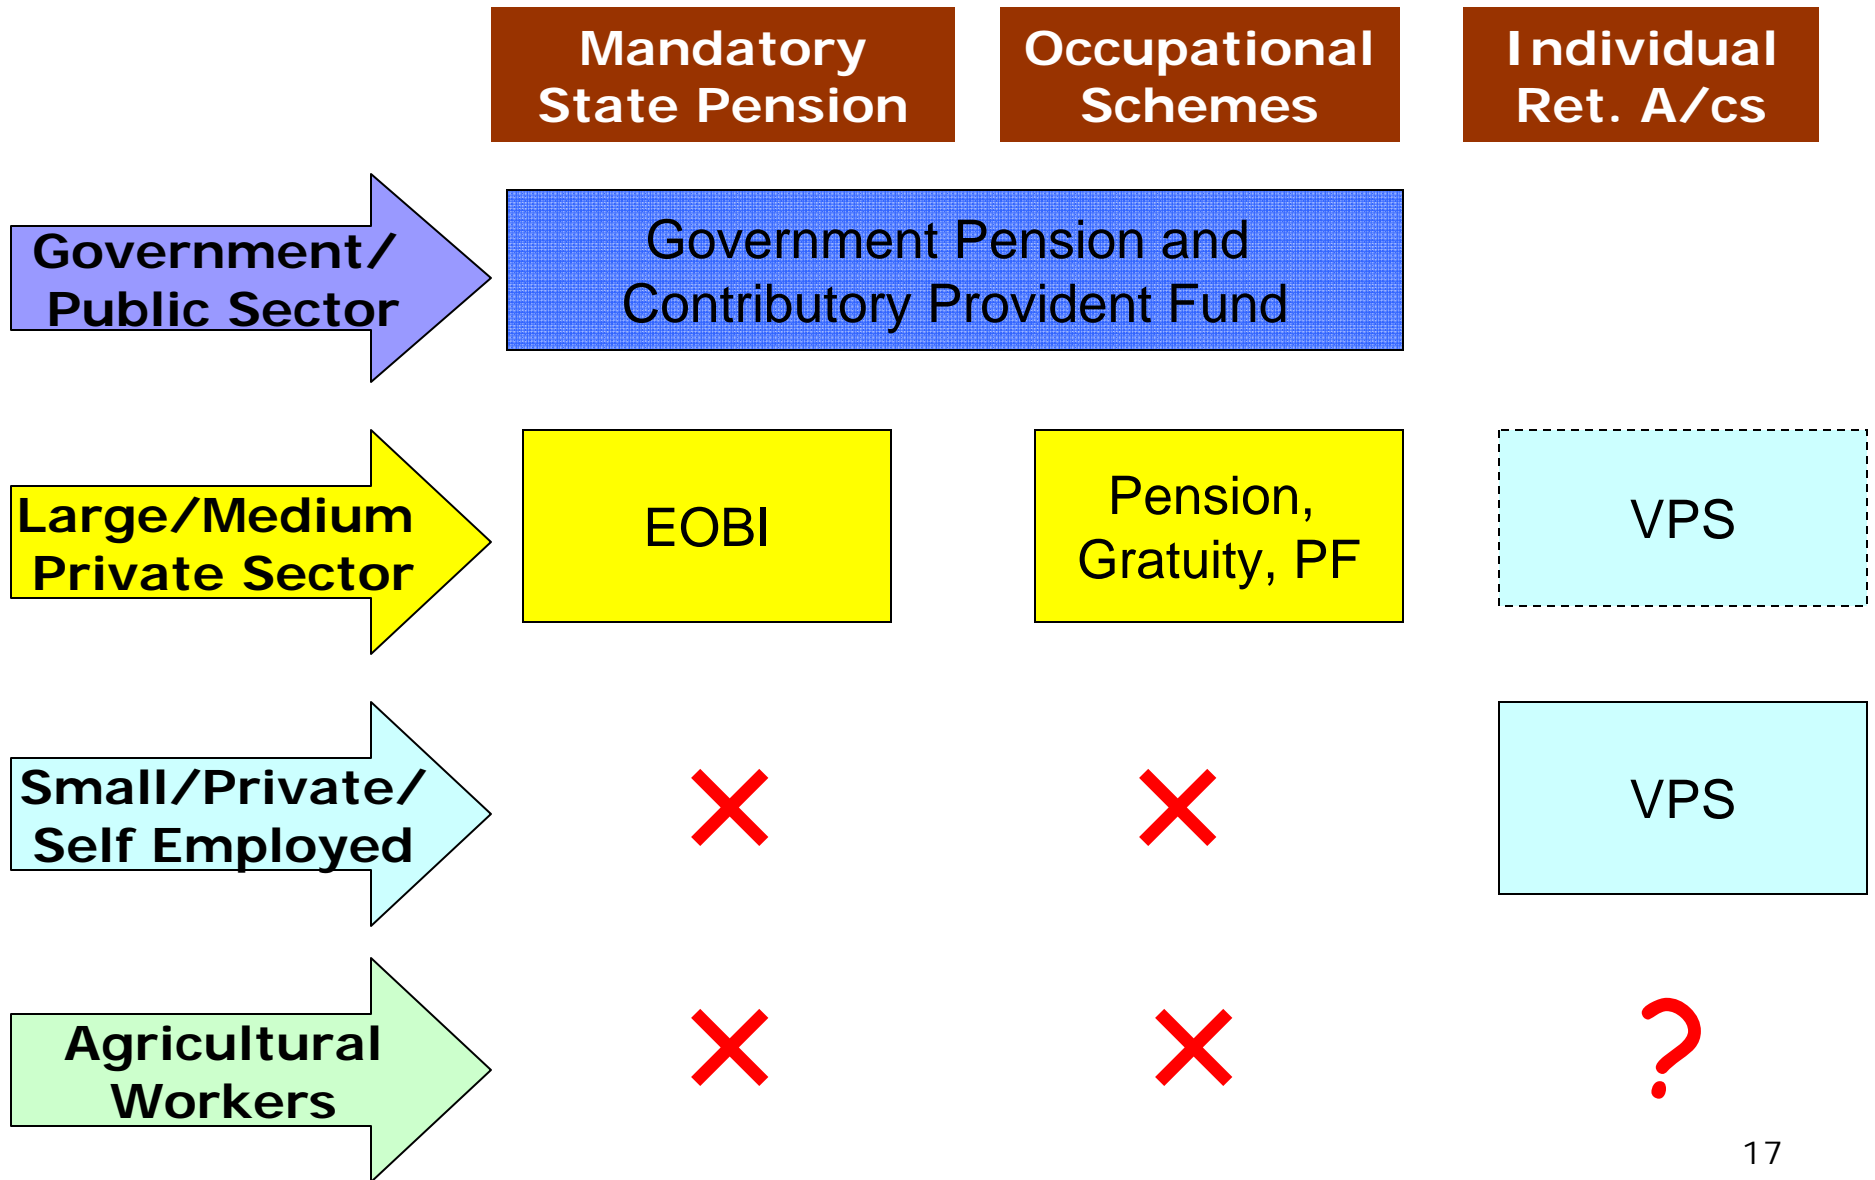 Mandatory
State Pension
Occupational
Schemes
Individual
Ret. A/cs
Government/
Public Sector
Government Pension and
Contributory Provident Fund
Large/Medium
Private Sector
EOBI
Pension,
Gratuity, PF
VPS
Small/Private/
Self Employed
VPS
Agricultural
Workers
?
17